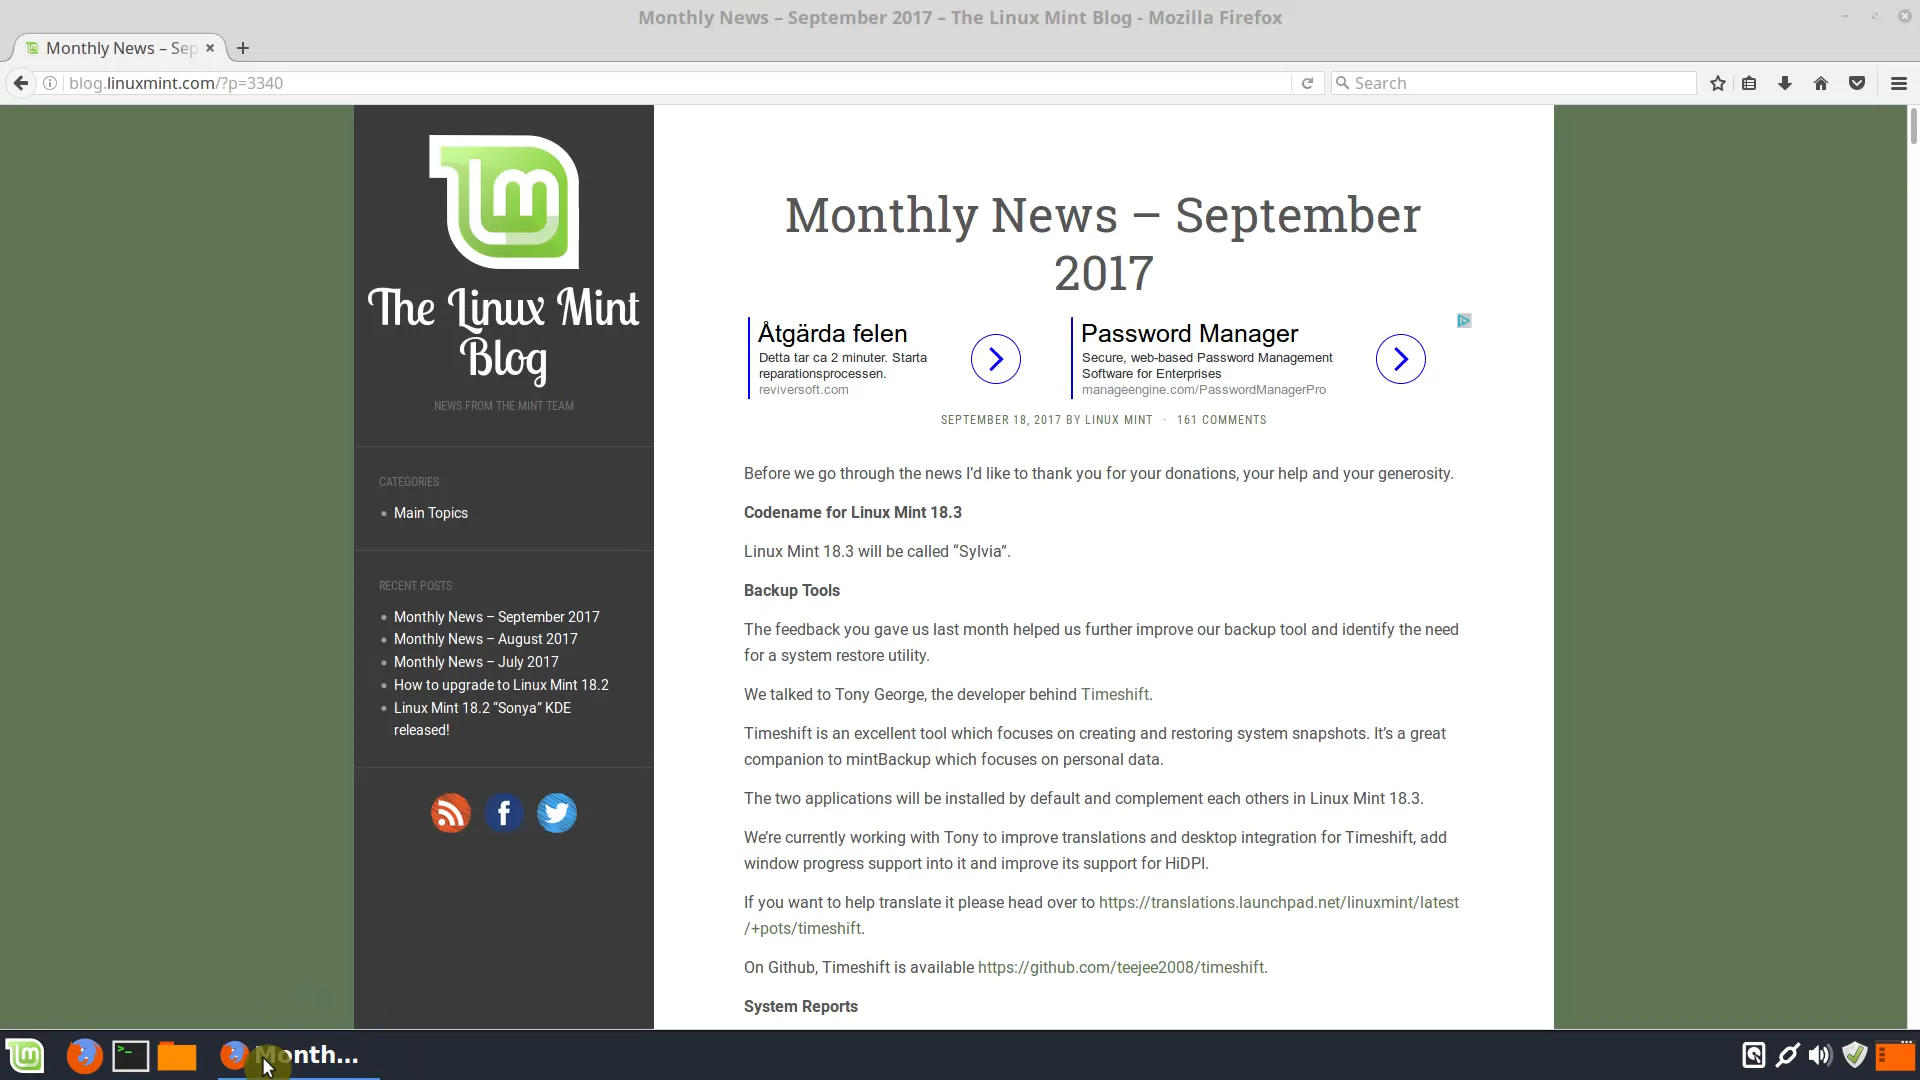 Monthly News – September 2017 – The Linux Mint Blog - Mozilla Firefox
Monthly News – Sep
blog.linuxmint.com/?p=3340
Search
The Linux Mint
Blog
NEWS FROM THE MINT TEAM
CATEGORIES
Main Topics
RECENT POSTS
Monthly News – September 2017
Monthly News – August 2017
Monthly News – July 2017
How to upgrade to Linux Mint 18.2
Linux Mint 18.2 “Sonya” KDE
released!
Monthly News – September
2017
Åtgärda felen
Detta tar ca 2 minuter. Starta
reparationsprocessen.
reviversoft.com
Password Manager
Secure, web-based Password Management
Software for Enterprises
manageengine.com/PasswordManagerPro
SEPTEMBER 18, 2017 BY LINUX MINT · 161 COMMENTS
Before we go through the news I’d like to thank you for your donations, your help and your generosity.
Codename for Linux Mint 18.3
Linux Mint 18.3 will be called “Sylvia”.
Backup Tools
The feedback you gave us last month helped us further improve our backup tool and identify the need
for a system restore utility.
We talked to Tony George, the developer behind Timeshift.
Timeshift is an excellent tool which focuses on creating and restoring system snapshots. It’s a great
companion to mintBackup which focuses on personal data.
The two applications will be installed by default and complement each others in Linux Mint 18.3.
We’re currently working with Tony to improve translations and desktop integration for Timeshift, add
window progress support into it and improve its support for HiDPI.
If you want to help translate it please head over to https://translations.launchpad.net/linuxmint/latest
/+pots/timeshift.
On Github, Timeshift is available https://github.com/teejee2008/timeshift.
System Reports
Month...